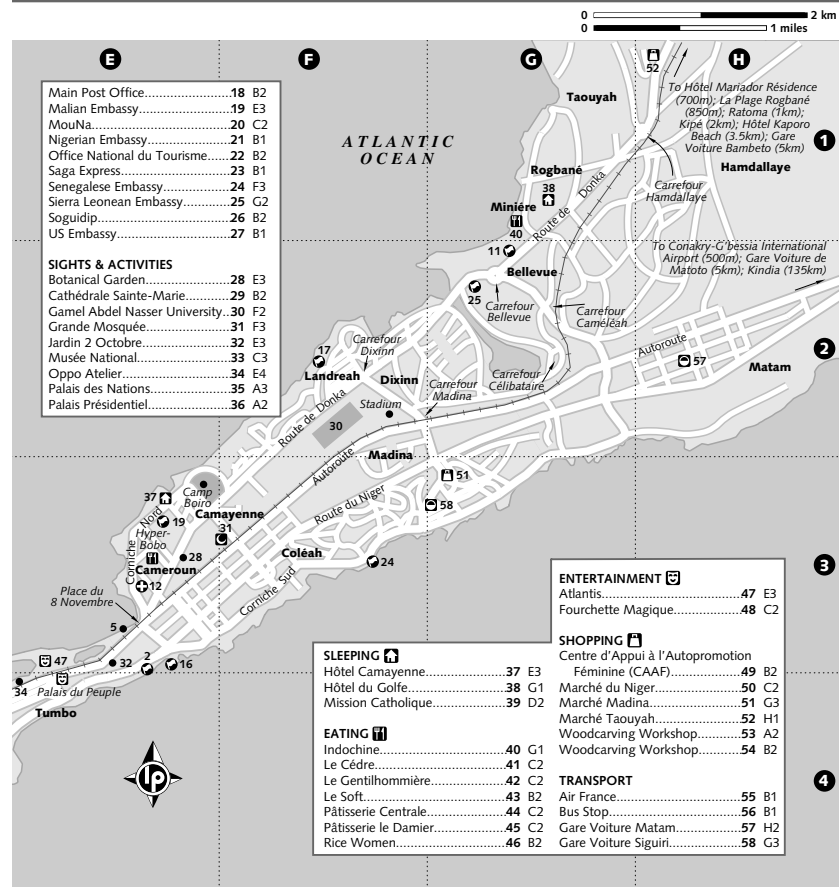 0 2 km
0 1 miles
E F G H
1
2
3
4
Main Post Office......................18 B2
Malian Embassy......................19 E3
MouNa......................20 C2
Nigerian Embassy......................21 B1
Office National du Tourisme......22 B2
Saga Express......................23 B1
Senegalese Embassy......................24 F3
Sierra Leonean Embassy......................25 G2
Soguidip......................26 B2
US Embassy......................27 B1
SIGHTS & ACTIVITIES
Botanical Garden......................28 E3
Cathédrale Sainte-Marie......................29 B2
Gamel Abdel Nasser University..30 F2
Grande Mosquée......................31 F3
Jardin 2 Octobre......................32 E3
Musée National......................33 C3
Oppo Atelier......................34 E4
Palais des Nations......................35 A3
Palais Présidentiel......................36 A2
ATLANTIC
OCEAN
52
Taouyah
To Hôtel Mariador Résidence
(700m); La Plage Rogbané
(850m); Ratoma (1km);
Kipé (2km); Hôtel Kaporo
Beach (3.5km); Gare
Voiture Bambeto (5km)
Hamdallaye
Rogbané
38
Carrefour
Hamdallaye
Miniére
40
Route de Donka
To Conakry-G'bessia International
Airport (500m); Gare Voiture de
Matoto (5km); Kindia (135km)
11
Bellevue
25
Carrefour
Bellevue
Carrefour
Caméléah
Autoroute
57
Matam
17
Carrefour
Dixinn
Landreah
Dixinn
Carrefour
Célibataire
Carrefour
Madina
Stadium
Route de Donka
30
Autoroute
Madina
51
58
Route du Niger
37
Camp
Boiro
Corniche Nord
19
Camayenne
31
Hyper-
Bobo
28
Cameroun
12
Coléah
24
Corniche Sud
Place du
8 Novembre
5
47
32
2
16
34
Palais du Peuple
Tumbo
lp
SLEEPING
Hôtel Camayenne......................37 E3
Hôtel du Golfe......................38 G1
Mission Catholique......................39 D2
EATING
Indochine......................40 G1
Le Cédre......................41 C2
Le Gentilhommière......................42 C2
Le Soft......................43 B2
Pâtisserie Centrale......................44 C2
Pâtisserie le Damier......................45 C2
Rice Women......................46 B2
ENTERTAINMENT
Atlantis......................47 E3
Fourchette Magique......................48 C2
SHOPPING
Centre d'Appui à l'Autopromotion
Féminine (CAAF)......................49 B2
Marché du Niger......................50 C2
Marché Madina......................51 G3
Marché Taouyah......................52 H1
Woodcarving Workshop......................53 A2
Woodcarving Workshop......................54 B2
TRANSPORT
Air France......................55 B1
Bus Stop......................56 B1
Gare Voiture Matam......................57 H2
Gare Voiture Siguiri......................58 G3